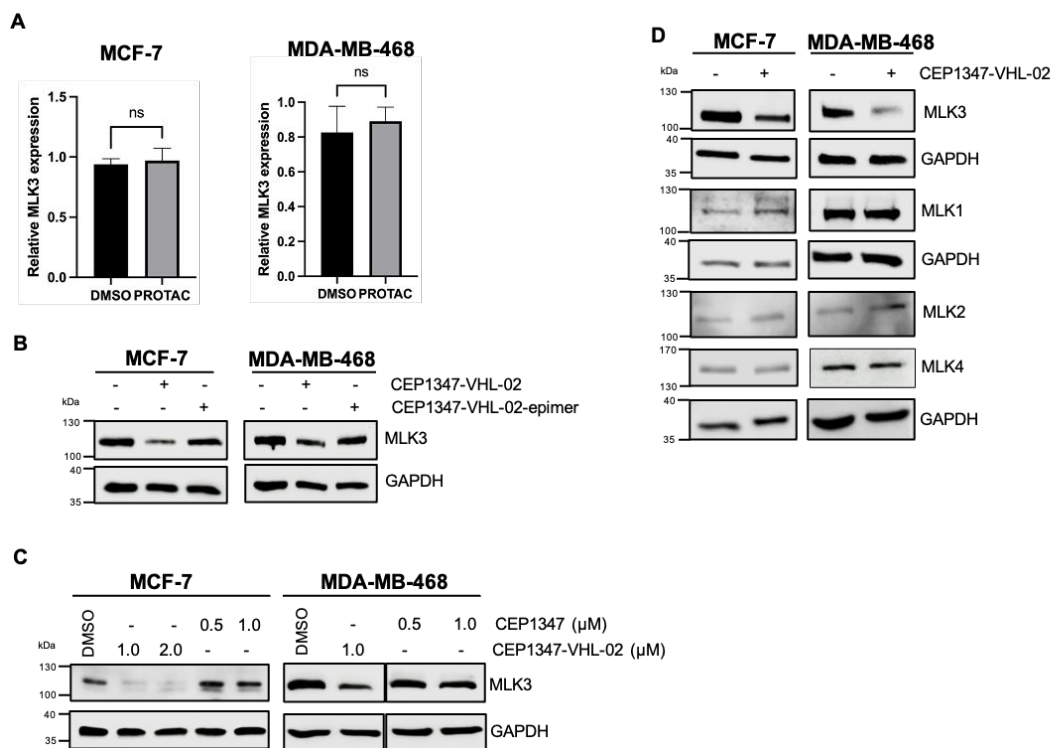 A
MCF-7
ns
1.5
1.0
0.5
0.0
Relative MLK3 expression
DMSO PROTAC
MDA-MB-468
ns
1.0
0.8
0.6
0.4
0.2
0.0
Relative MLK3 expression
DMSO PROTAC
B
MCF-7 MDA-MB-468
- + - - + - CEP1347-VHL-02
- - + - - + CEP1347-VHL-02-epimer
kDa
130
100
MLK3
40
35
GAPDH
C
MCF-7 MDA-MB-468
DMSO - - 0.5 1.0 DMSO - 0.5 1.0 CEP1347 (µM)
1.0 2.0 - - 1.0 - - CEP1347-VHL-02 (µM)
kDa
130
100
MLK3
40
35
GAPDH
D
MCF-7 MDA-MB-468
- + - + CEP1347-VHL-02
kDa
130
100
MLK3
40
35
GAPDH
130
100
MLK1
40
35
GAPDH
130
100
MLK2
170
130
MLK4
40
35
GAPDH